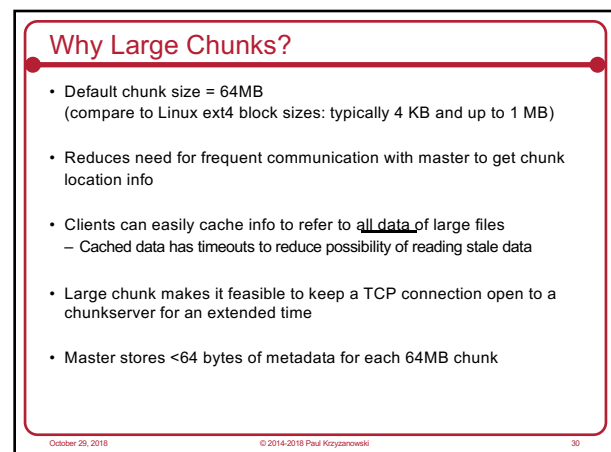 Why Large Chunks?
• Default chunk size = 64MB
(compare to Linux ext4 block sizes: typically 4 KB and up to 1 MB)
• Reduces need for frequent communication with master to get chunk
location info
• Clients can easily cache info to refer to all data of large files
– Cached data has timeouts to reduce possibility of reading stale data
• Large chunk makes it feasible to keep a TCP connection open to a
chunkserver for an extended time
• Master stores <64 bytes of metadata for each 64MB chunk
October 29, 2018 © 2014-2018 Paul Krzyzanowski 30